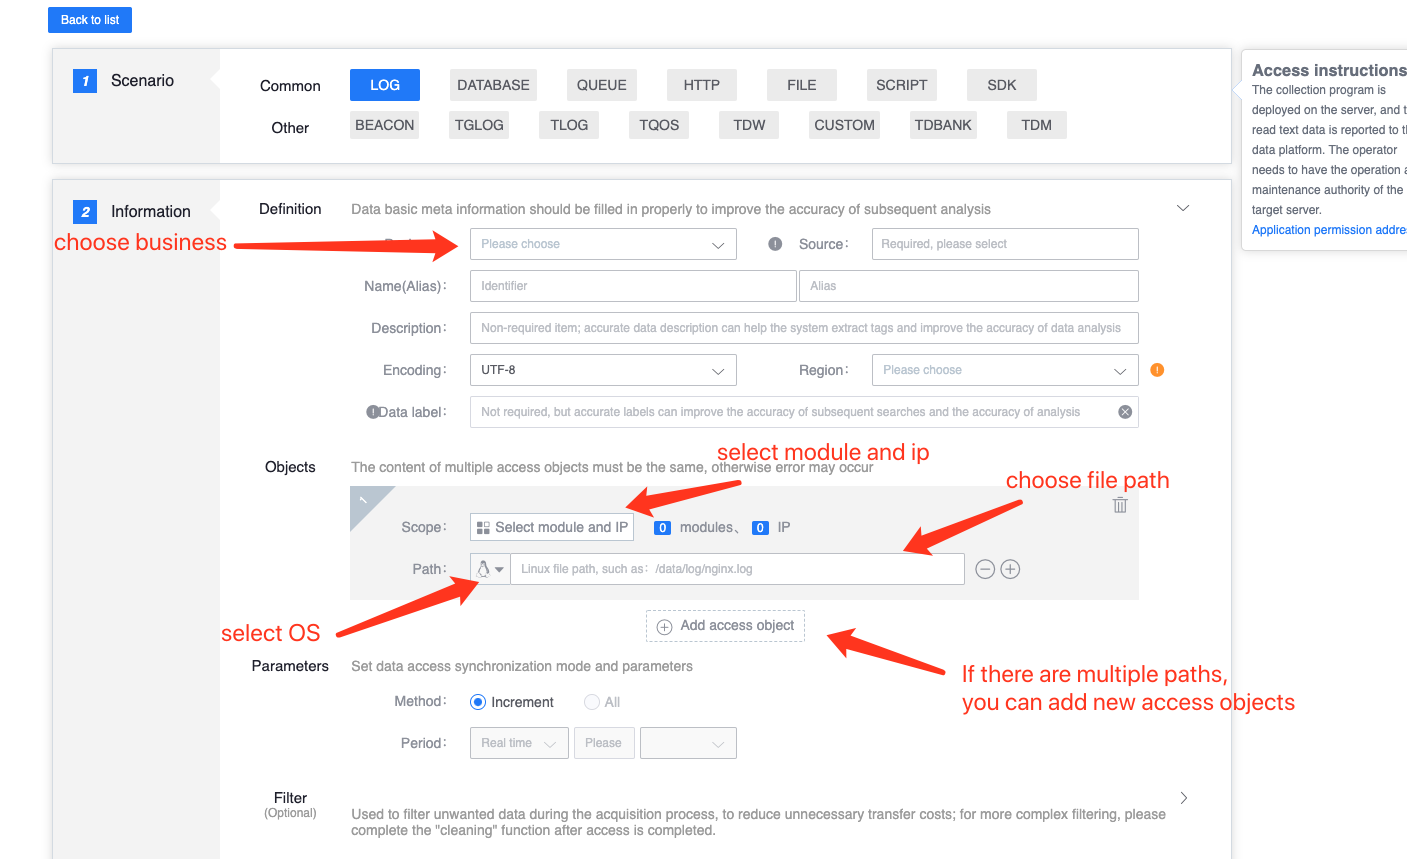 Back to list
1 Scenario
Common LOG DATABASE QUEUE HTTP FILE SCRIPT SDK
Other BEACON TGLOG TLOG TQOS TDW CUSTOM TDBANK TDM
Access instructions
The collection program is
deployed on the server, and
read text data is reported to
data platform. The operator
needs to have the operation
maintenance authority of the
target server.
Application permission
2 Information
Definition Data basic meta information should be filled in properly to improve the accuracy of subsequent analysis
choose business
Please choose ! Source: Required, please select
Name(Alias): Identifier Alias
Description: Non-required item; accurate data description can help the system extract tags and improve the accuracy of data analysis
Encoding: UTF-8 Region: Please choose !
! Data label: Not required, but accurate labels can improve the accuracy of subsequent searches and the accuracy of analysis
select module and ip
Objects The content of multiple access objects must be the same, otherwise error may occur
choose file path
Scope: Select module and IP 0 modules、 0 IP
Path: Linux file path, such as：/data/log/nginx.log
select OS
Add access object
If there are multiple paths,
you can add new access objects
Parameters Set data access synchronization mode and parameters
Method: Increment All
Period: Real time Please
Filter
(Optional)
Used to filter unwanted data during the acquisition process, to reduce unnecessary transfer costs; for more complex filtering, please
complete the "cleaning" function after access is completed.